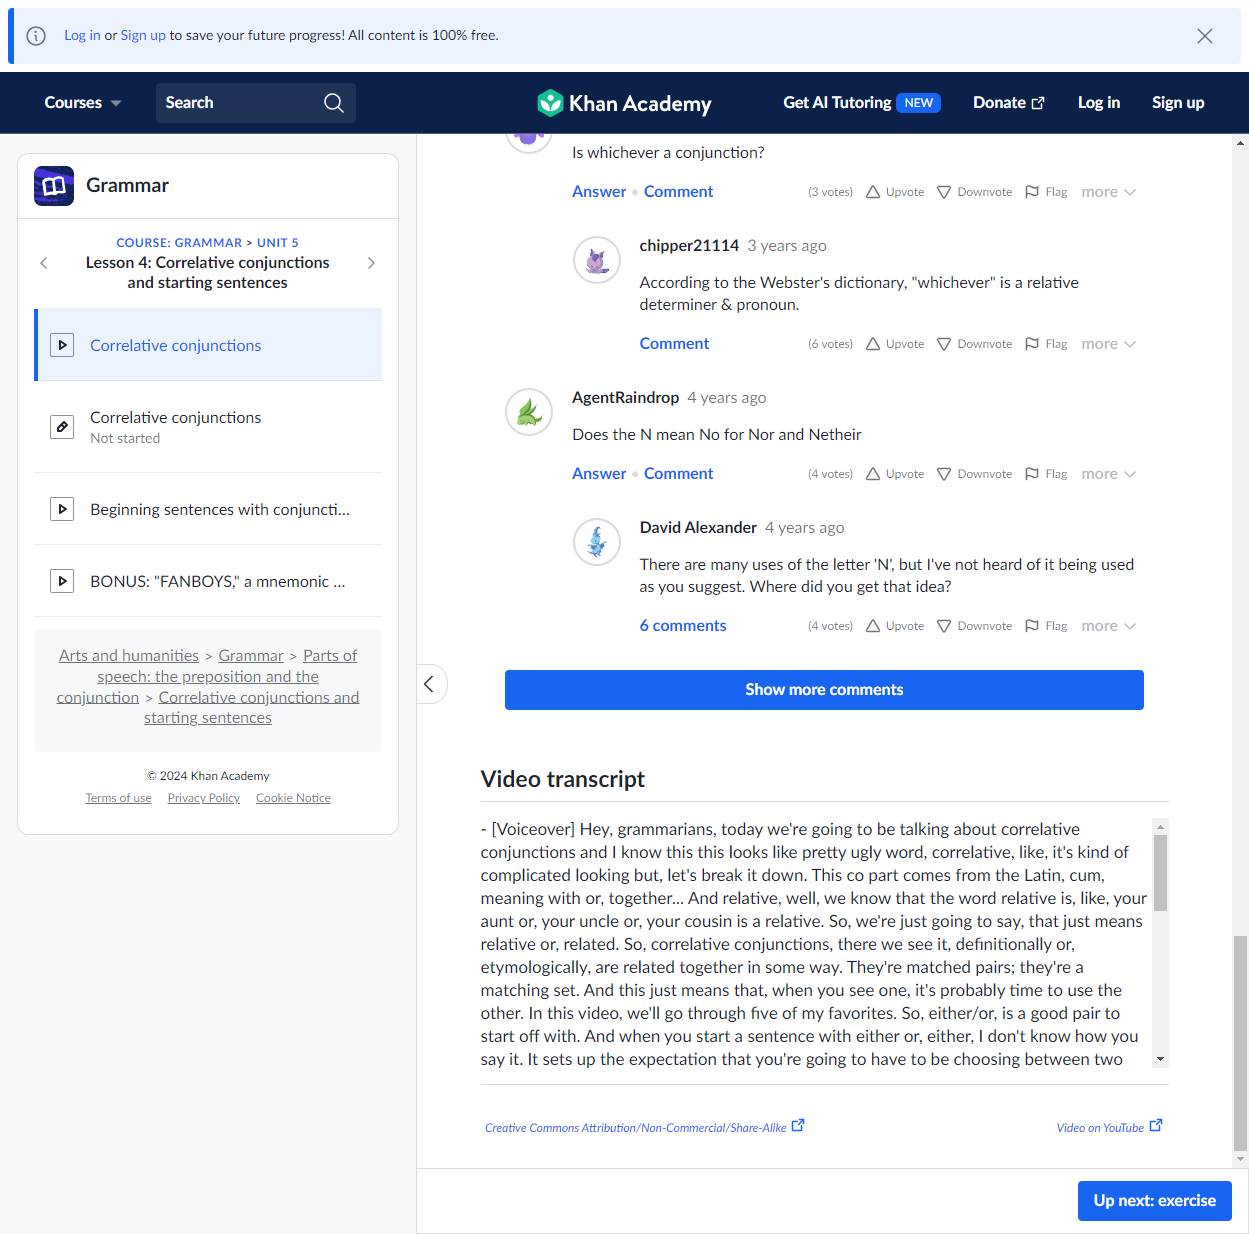 Log in or Sign up to save your future progress! All content is 100% free.
Courses
Search
Khan Academy
Get AI Tutoring NEW
Donate
Log in
Sign up
Grammar
COURSE: GRAMMAR > UNIT 5
Lesson 4: Correlative conjunctions
and starting sentences
Correlative conjunctions
Correlative conjunctions
Not started
Beginning sentences with conjuncti...
BONUS: "FANBOYS," a mnemonic ...
Arts and humanities > Grammar > Parts of
speech: the preposition and the
conjunction > Correlative conjunctions and
starting sentences
© 2024 Khan Academy
Terms of use Privacy Policy Cookie Notice
Is whichever a conjunction?
Answer • Comment (3 votes) Upvote Downvote Flag more
chipper21114 3 years ago
According to the Webster's dictionary, "whichever" is a relative
determiner & pronoun.
Comment (6 votes) Upvote Downvote Flag more
AgentRaindrop 4 years ago
Does the N mean No for Nor and Netheir
Answer • Comment (4 votes) Upvote Downvote Flag more
David Alexander 4 years ago
There are many uses of the letter 'N', but I've not heard of it being used
as you suggest. Where did you get that idea?
6 comments (4 votes) Upvote Downvote Flag more
Show more comments
Video transcript
- [Voiceover] Hey, grammarians, today we're going to be talking about correlative
conjunctions and I know this this looks like pretty ugly word, correlative, like, it's kind of
complicated looking but, let's break it down. This co part comes from the Latin, cum,
meaning with or, together... And relative, well, we know that the word relative is, like, your
aunt or, your uncle or, your cousin is a relative. So, we're just going to say, that just means
relative or, related. So, correlative conjunctions, there we see it, definitionally or,
etymologically, are related together in some way. They're matched pairs; they're a
matching set. And this just means that, when you see one, it's probably time to use the
other. In this video, we'll go through five of my favorites. So, either/or, is a good pair to
start off with. And when you start a sentence with either or, either, I don't know how you
say it. It sets up the expectation that you're going to have to be choosing between two
Creative Commons Attribution/Non-Commercial/Share-Alike
Video on YouTube
Up next: exercise